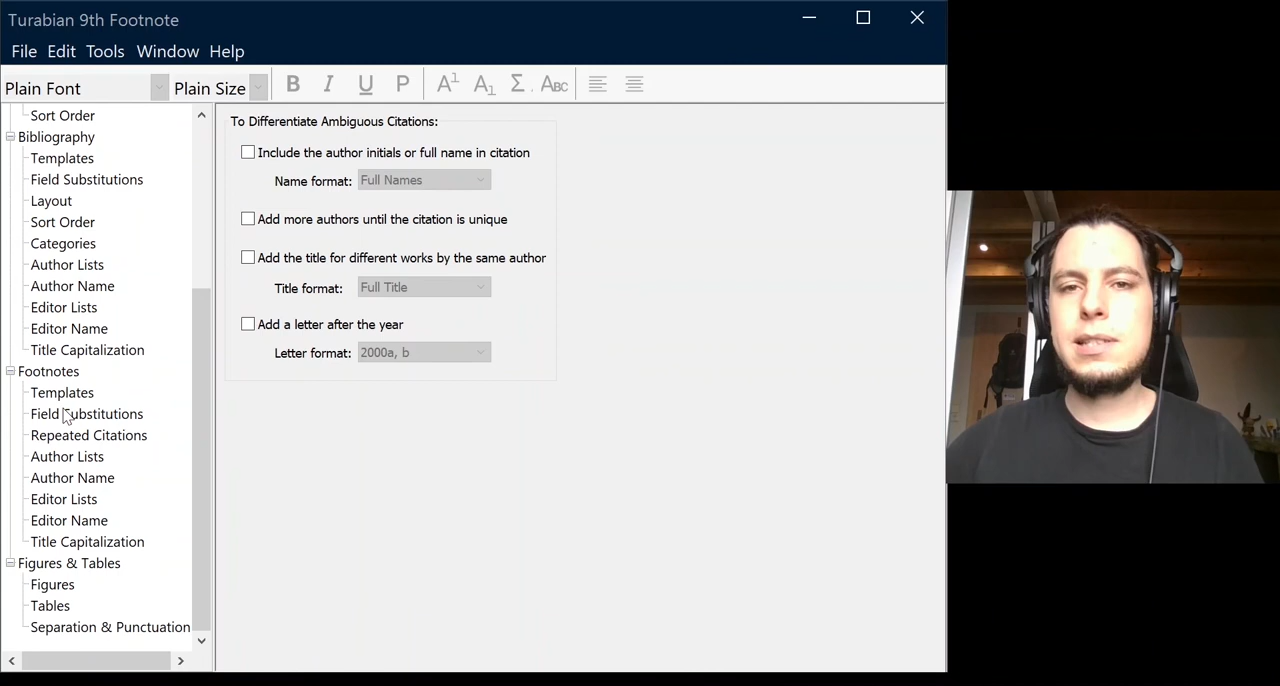 Turabian 9th Footnote
File Edit Tools Window Help
Plain Font Plain Size B I U P A1 A1 Σ ABC
Sort Order
Bibliography
Templates
Field Substitutions
Layout
Sort Order
Categories
Author Lists
Author Name
Editor Lists
Editor Name
Title Capitalization
Footnotes
Templates
Field Substitutions
Repeated Citations
Author Lists
Author Name
Editor Lists
Editor Name
Title Capitalization
Figures & Tables
Figures
Tables
Separation & Punctuation
To Differentiate Ambiguous Citations:
Include the author initials or full name in citation
Name format: Full Names
Add more authors until the citation is unique
Add the title for different works by the same author
Title format: Full Title
Add a letter after the year
Letter format: 2000a, b